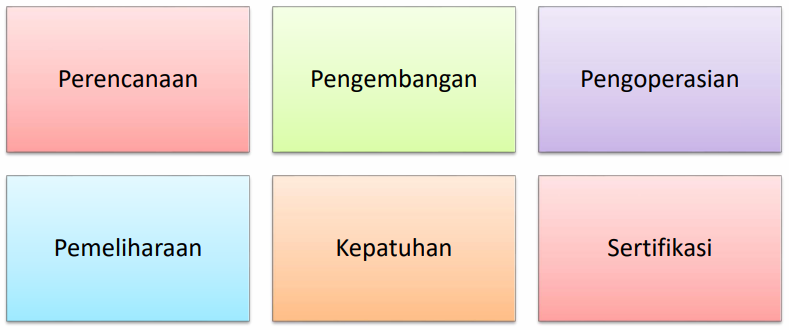 Perencanaan
Pengembangan
Pengoperasian
Pemeliharaan
Kepatuhan
Sertifikasi